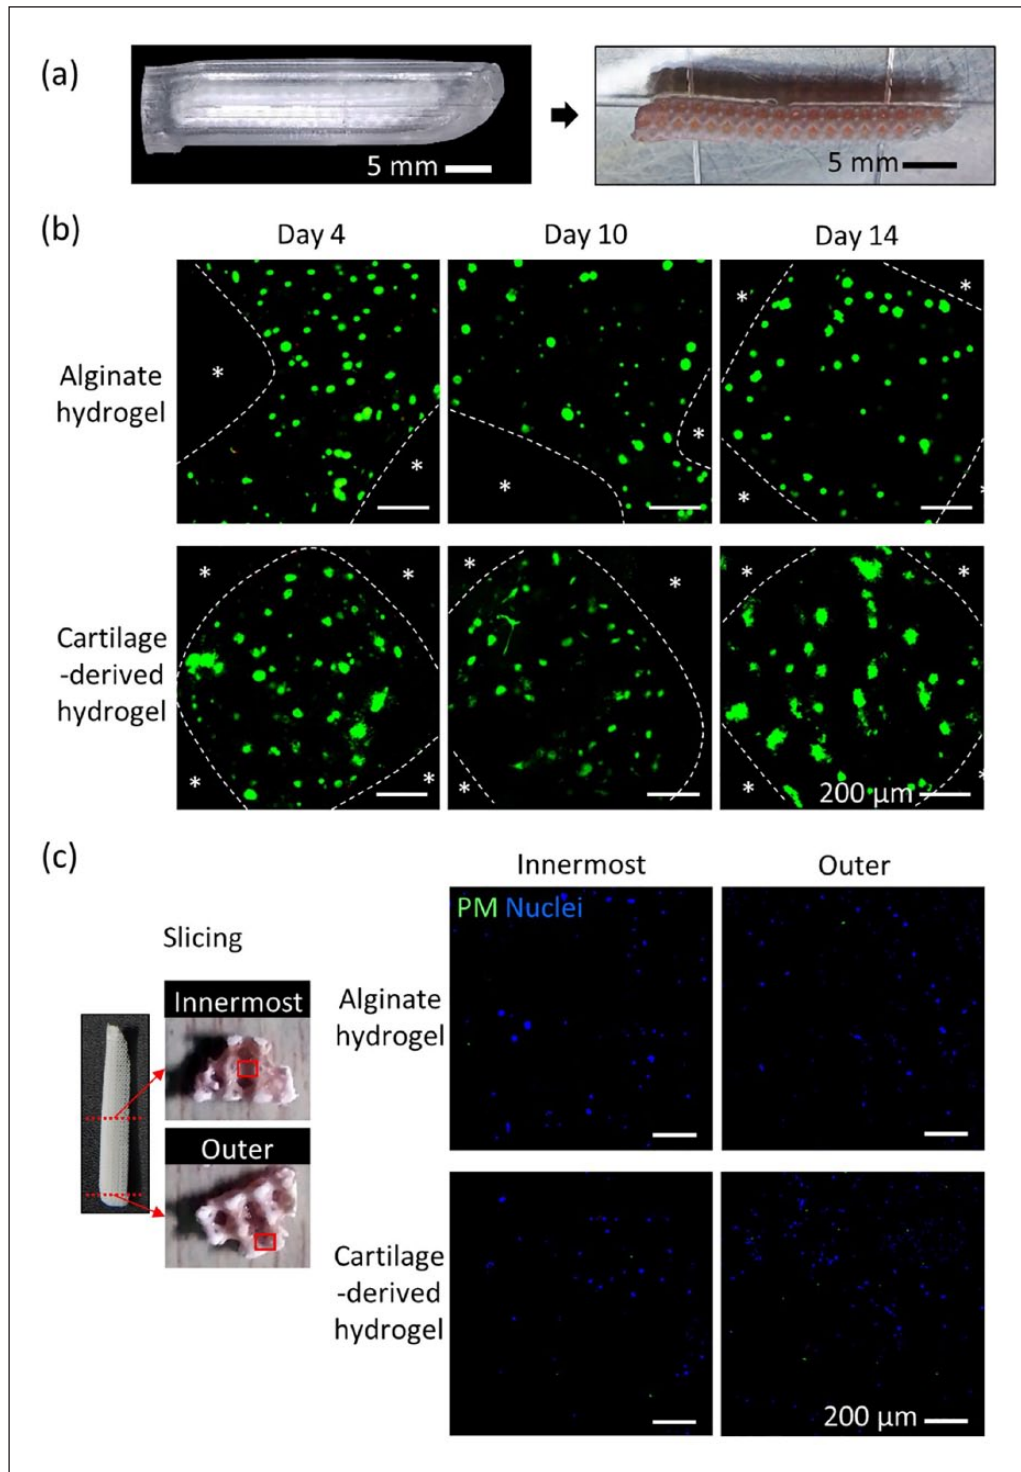 (a)
5 mm
5 mm
(b)
Day 4
Day 10
Day 14
Alginate
hydrogel
*
*
*
*
*
*
*
Cartilage
-derived
hydrogel
*
*
*
*
*
*
*
*
*
*
200 µm
(c)
Innermost
Outer
Slicing
PM Nuclei
Innermost
Alginate
hydrogel
Outer
Cartilage
-derived
hydrogel
200 µm